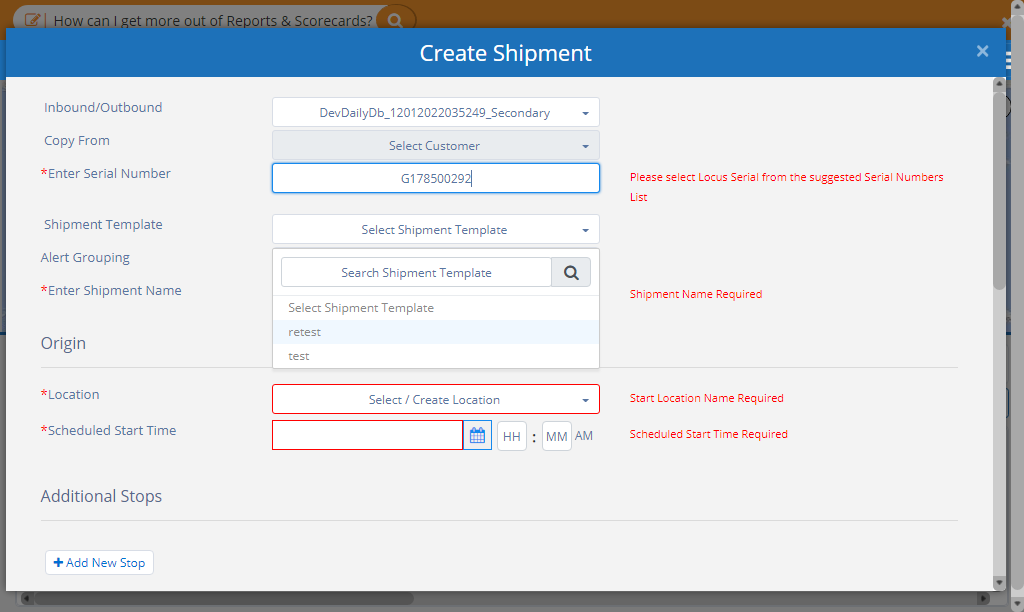 How can I get more out of Reports & Scorecards?
Create Shipment
×
Inbound/Outbound
DevDailyDb_12012022035249_Secondary
Copy From
Select Customer
*Enter Serial Number
G178500292
Please select Locus Serial from the suggested Serial Numbers
List
Shipment Template
Select Shipment Template
Alert Grouping
Search Shipment Template
*Enter Shipment Name
Shipment Name Required
Select Shipment Template
retest
test
Origin
*Location
Select / Create Location
Start Location Name Required
*Scheduled Start Time
HH : MM AM
Scheduled Start Time Required
Additional Stops
+ Add New Stop